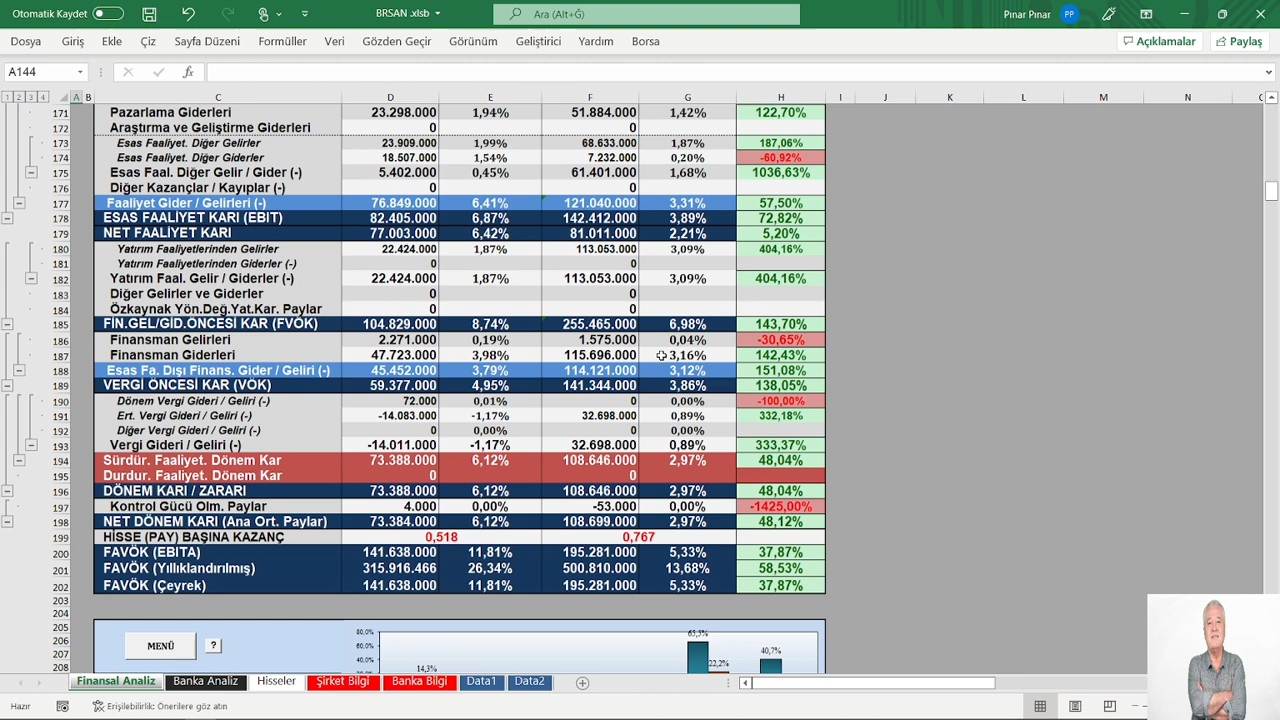 Otomatik Kaydet BRSAN .xlsb Ara (Alt+Ğ) Pınar Pınar PP
Dosya Giriş Ekle Çiz Sayfa Düzeni Formüller Veri Gözden Geçir Görünüm Geliştirici Yardım Borsa Açıklamalar Paylaş
A144 fx
1 2 3 4 A B C D E F G H I J K L M N
171 Pazarlama Giderleri 23.298.000 1,94% 51.884.000 1,42% 122,70%
172 Araştırma ve Geliştirme Giderleri 0 0
173 Esas Faaliyet. Diğer Gelirler 23.909.000 1,99% 68.633.000 1,87% 187,06%
174 Esas Faaliyet. Diğer Giderler 18.507.000 1,54% 7.232.000 0,20% -60,92%
175 Esas Faal. Diğer Gelir / Gider (-) 5.402.000 0,45% 61.401.000 1,68% 1036,63%
176 Diğer Kazançlar / Kayıplar (-) 0 0
177 Faaliyet Gider / Gelirleri (-) 76.849.000 6,41% 121.040.000 3,31% 57,50%
178 ESAS FAALİYET KARI (EBIT) 82.405.000 6,87% 142.412.000 3,89% 72,82%
179 NET FAALİYET KARI 77.003.000 6,42% 81.011.000 2,21% 5,20%
180 Yatırım Faaliyetlerinden Gelirler 22.424.000 1,87% 113.053.000 3,09% 404,16%
181 Yatırım Faaliyetlerinden Giderler (-) 0 0
182 Yatırım Faal. Gelir / Giderler (-) 22.424.000 1,87% 113.053.000 3,09% 404,16%
183 Diğer Gelirler ve Giderler 0 0
184 Özkaynak Yön.Değ.Yat.Kar. Paylar 0 0
185 FİN.GEL/GİD.ÖNCESİ KAR (FVÖK) 104.829.000 8,74% 255.465.000 6,98% 143,70%
186 Finansman Gelirleri 2.271.000 0,19% 1.575.000 0,04% -30,65%
187 Finansman Giderleri 47.723.000 3,98% 115.696.000 3,16% 142,43%
188 Esas Fa. Dışı Finans. Gider / Geliri (-) 45.452.000 3,79% 114.121.000 3,12% 151,08%
189 VERGİ ÖNCESİ KAR (VÖK) 59.377.000 4,95% 141.344.000 3,86% 138,05%
190 Dönem Vergi Gideri / Geliri (-) 72.000 0,01% 0 0,00% -100,00%
191 Ert. Vergi Gideri / Geliri (-) -14.083.000 -1,17% 32.698.000 0,89% 332,18%
192 Diğer Vergi Gideri / Geliri (-) 0 0,00% 0 0,00%
193 Vergi Gideri / Geliri (-) -14.011.000 -1,17% 32.698.000 0,89% 333,37%
194 Sürdür. Faaliyet. Dönem Kar 73.388.000 6,12% 108.646.000 2,97% 48,04%
195 Durdur. Faaliyet. Dönem Kar 0 0
196 DÖNEM KARI / ZARARI 73.388.000 6,12% 108.646.000 2,97% 48,04%
197 Kontrol Gücü Olm. Paylar 4.000 0,00% -53.000 0,00% -1425,00%
198 NET DÖNEM KARI (Ana Ort. Paylar) 73.384.000 6,12% 108.699.000 2,97% 48,12%
199 HİSSE (PAY) BAŞINA KAZANÇ 0,518 0,767
200 FAVÖK (EBITA) 141.638.000 11,81% 195.281.000 5,33% 37,87%
201 FAVÖK (Yıllıklandırılmış) 315.916.466 26,34% 500.810.000 13,68% 58,53%
202 FAVÖK (Çeyrek) 141.638.000 11,81% 195.281.000 5,33% 37,87%
203
204
205 80,0% 65,5%
206 MENÜ ? 60,0% 40,7%
207 40,0% 22,2%
208 14,3%
Finansal Analiz Banka Analiz Hisseler Şirket Bilgi Banka Bilgi Data1 Data2
Hazır Erişilebilirlik: Önerilere göz atın